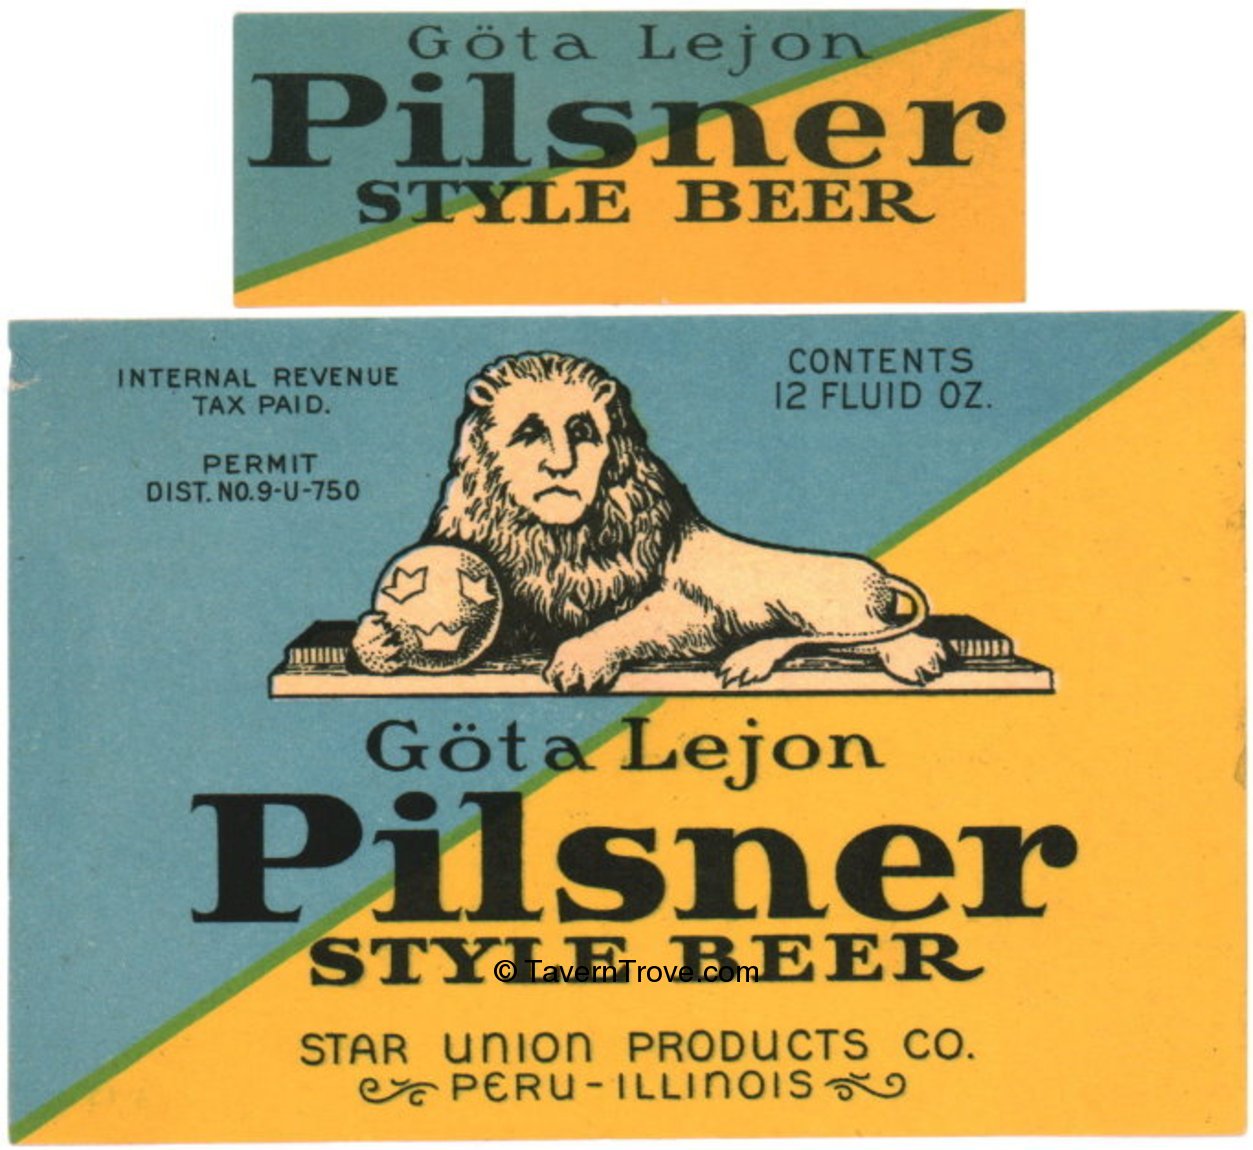 Göta Lejon
Pilsner
STYLE BEER
INTERNAL REVENUE
TAX PAID.
PERMIT
DIST. NO.9-U-750
CONTENTS
12 FLUID OZ.
Göta Lejon
Pilsner
STYLE BEER
© TavernTrove.com
STAR UNION PRODUCTS CO.
PERU-ILLINOIS